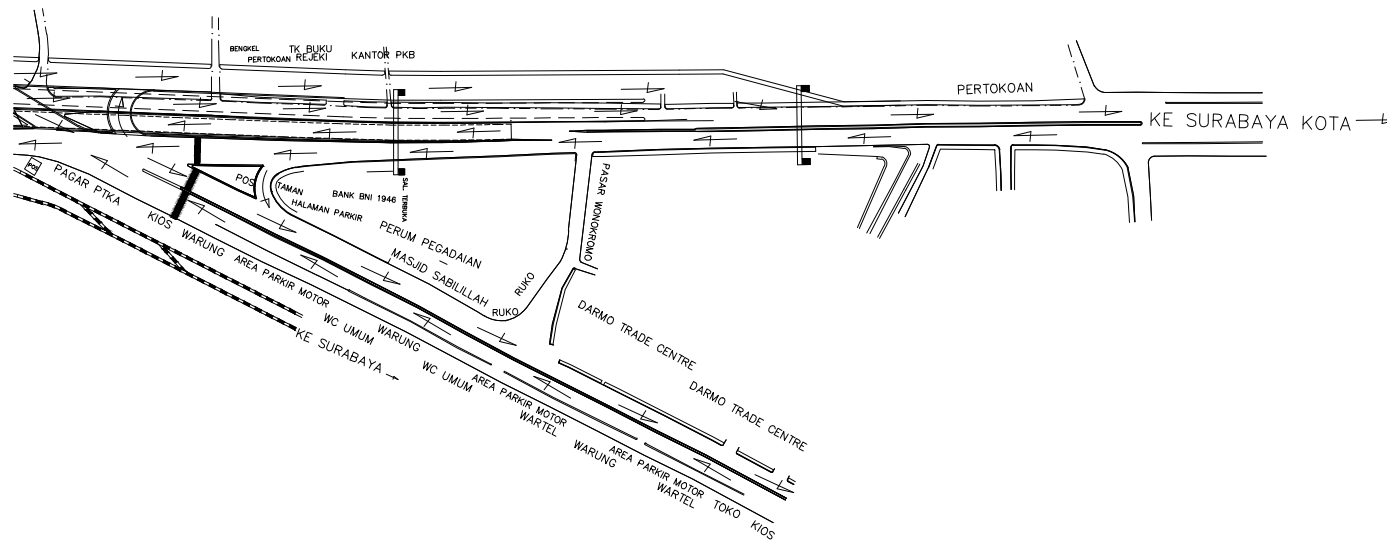 BENGKEL
TK BUKU
PERTOKOAN REJEKI
KANTOR PKB
PERTOKOAN
KE SURABAYA KOTA
POS
PAGAR PTKA
POS
TAMAN
BANK BNI 1946
HALAMAN PARKIR
SAL. TERBUKA
PASAR WONOKROMO
PERUM PEGADAIAN
MASJID SABILILLAH
RUKO
RUKO
KIOS WARUNG
AREA PARKIR MOTOR
WC UMUM
WARUNG
KE SURABAYA
WC UMUM
AREA PARKIR MOTOR
WARTEL
WARUNG
AREA PARKIR MOTOR
WARTEL
TOKO KIOS
DARMO TRADE CENTRE
DARMO TRADE CENTRE